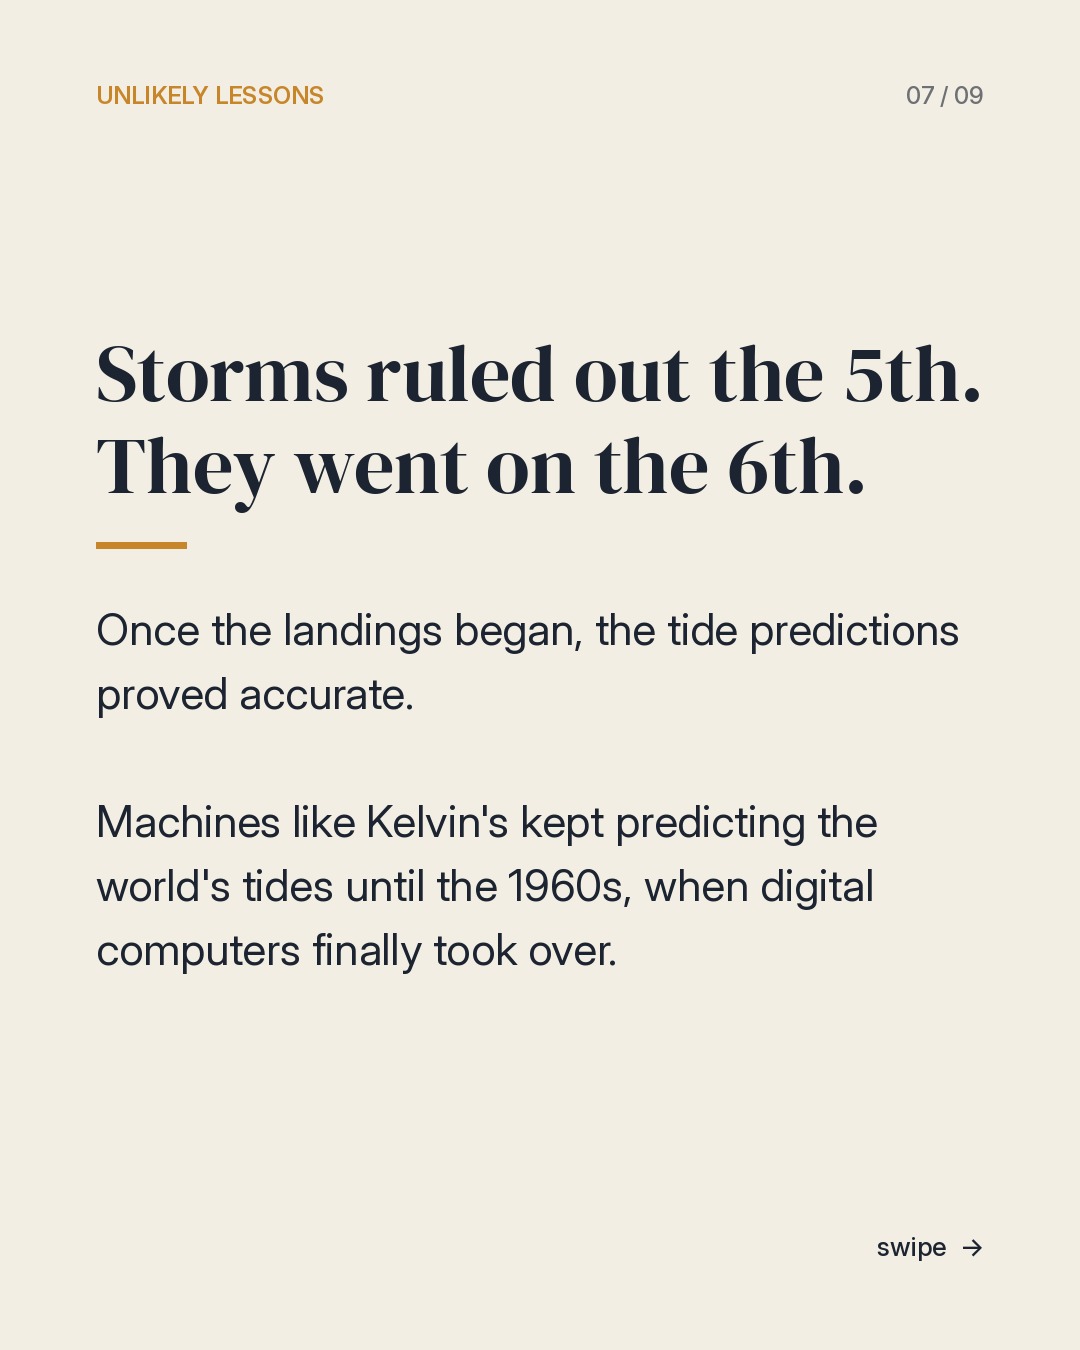 UNLIKELY LESSONS
07 / 09
Storms ruled out the 5th.
They went on the 6th.
Once the landings began, the tide predictions
proved accurate.
Machines like Kelvin's kept predicting the
world's tides until the 1960s, when digital
computers finally took over.
swipe →